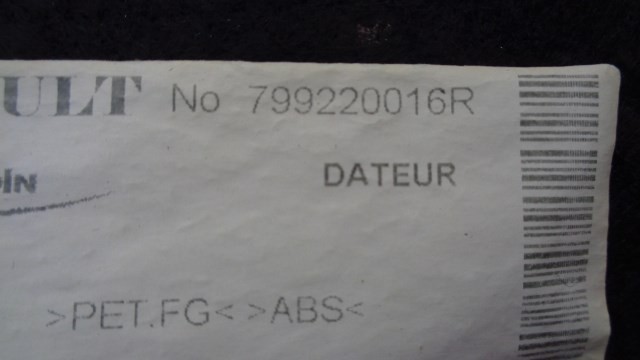 ULT No 799220016R
DATEUR
>PET.FG< >ABS<